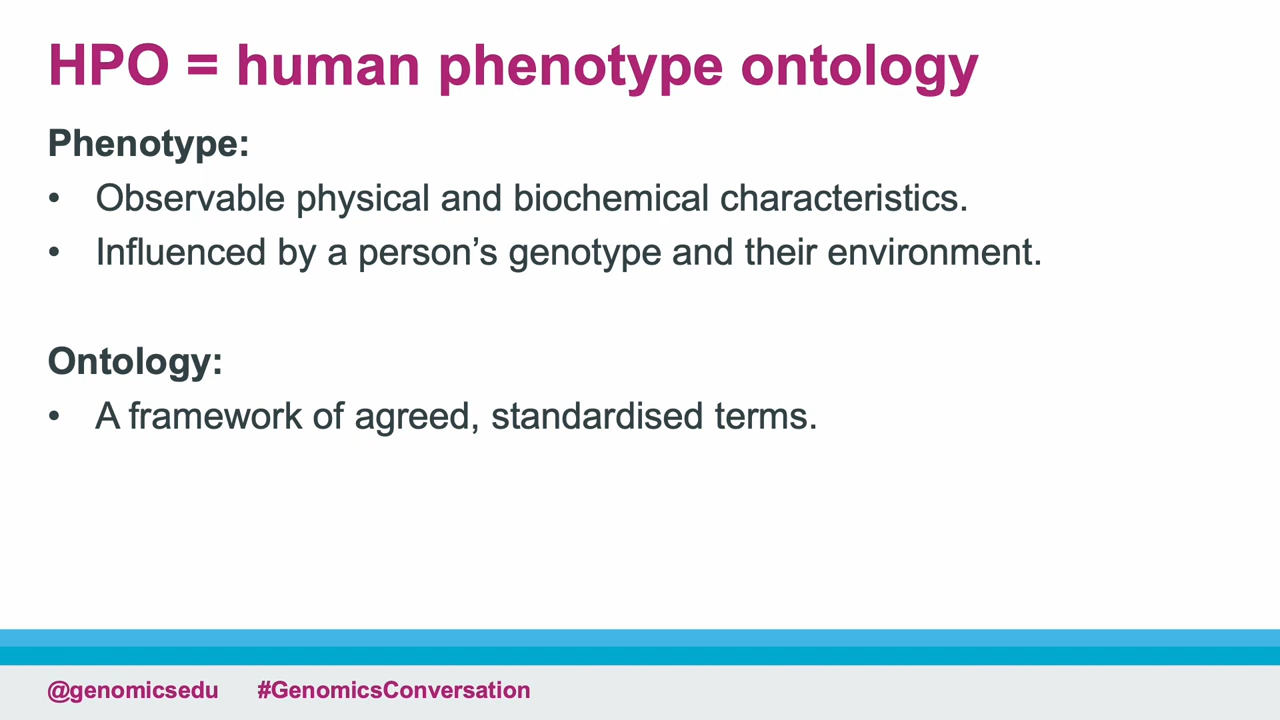 HPO = human phenotype ontology
Phenotype:
• Observable physical and biochemical characteristics.
• Influenced by a person’s genotype and their environment.
Ontology:
• A framework of agreed, standardised terms.
@genomicsedu #GenomicsConversation